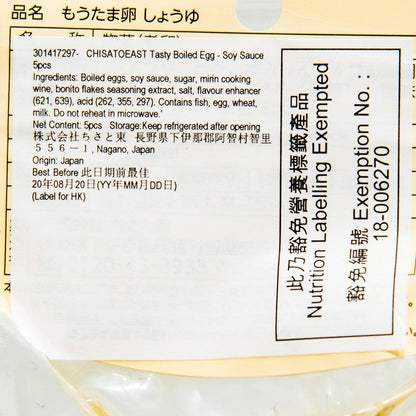 品名 もうたま卵 しょうゆ
301417297- CHISATOEAST Tasty Boiled Egg - Soy Sauce
5pcs
Ingredients: Boiled eggs, soy sauce, sugar, mirin cooking
wine, bonito flakes seasoning extract, salt, flavour enhancer
(621, 639), acid (262, 355, 297). Contains fish, egg, wheat,
milk. Do not reheat in microwave.'
Net Content: 5pcs Storage:Keep refrigerated after opening
株式会社ちさと東 長野県下伊那郡阿智村智里
556-1, Nagano, Japan
Origin: Japan
Best Before 此日期前最佳
20年08月20日(YY年MM月DD日)
(Label for HK)
此乃豁免營養標籤產品
Nutrition Labelling Exempted
豁免編號 Exemption No. :
18-006270